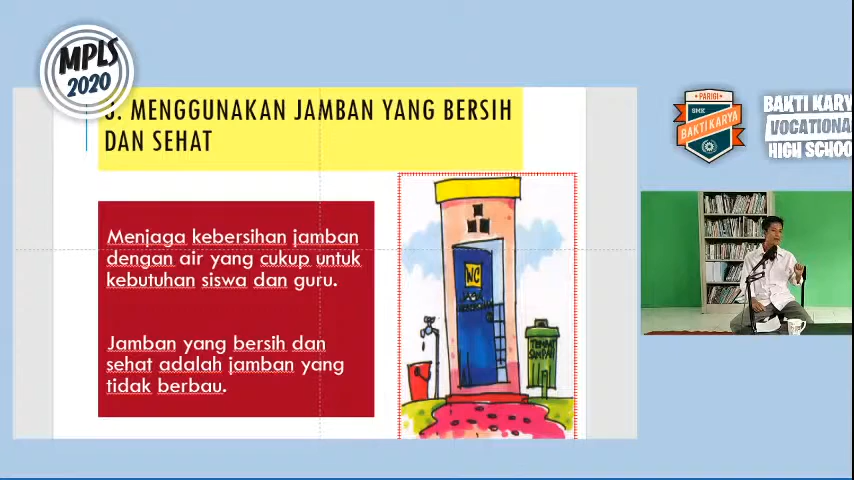 MPLS
2020
MENGGUNAKAN JAMBAN YANG BERSIH
DAN SEHAT
Menjaga kebersihan jamban
dengan air yang cukup untuk
kebutuhan siswa dan guru.
Jamban yang bersih dan
sehat adalah jamban yang
tidak berbau.
WC
TEMPAT
SAMPAH
PARIGI
SMK
BAKTI KARYA
BAKTI KARY
VOCATIONA
HIGH SCHOO